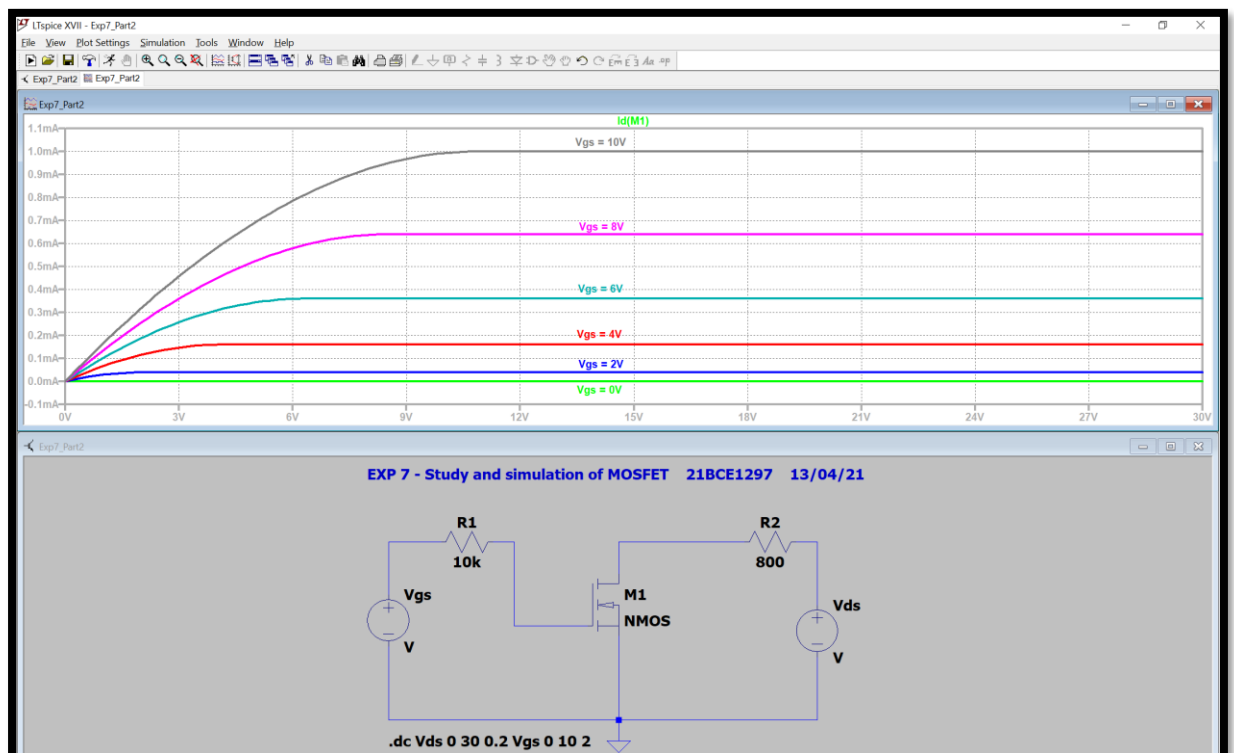 LTspice XVII - Exp7_Part2
File View Plot Settings Simulation Tools Window Help
Exp7_Part2 Exp7_Part2
Exp7_Part2
Id(M1)
1.1mA
1.0mA
0.9mA
0.8mA
0.7mA
0.6mA
0.5mA
0.4mA
0.3mA
0.2mA
0.1mA
0.0mA
-0.1mA
Vgs = 10V
Vgs = 8V
Vgs = 6V
Vgs = 4V
Vgs = 2V
Vgs = 0V
0V 3V 6V 9V 12V 15V 18V 21V 24V 27V 30V
Exp7_Part2
EXP 7 - Study and simulation of MOSFET 21BCE1297 13/04/21
R1
10k
R2
800
Vgs
V
M1
NMOS
Vds
V
.dc Vds 0 30 0.2 Vgs 0 10 2